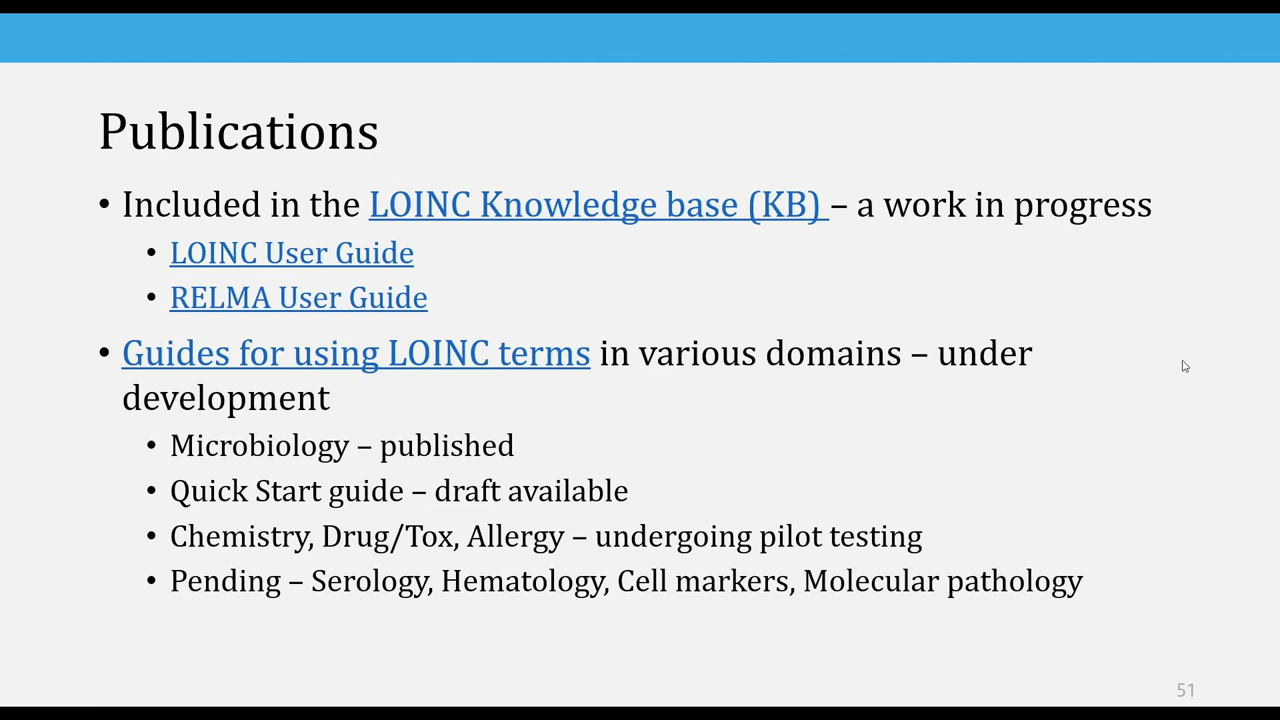 Publications
• Included in the LOINC Knowledge base (KB) – a work in progress
• LOINC User Guide
• RELMA User Guide
• Guides for using LOINC terms in various domains – under
development
• Microbiology – published
• Quick Start guide – draft available
• Chemistry, Drug/Tox, Allergy – undergoing pilot testing
• Pending – Serology, Hematology, Cell markers, Molecular pathology
51